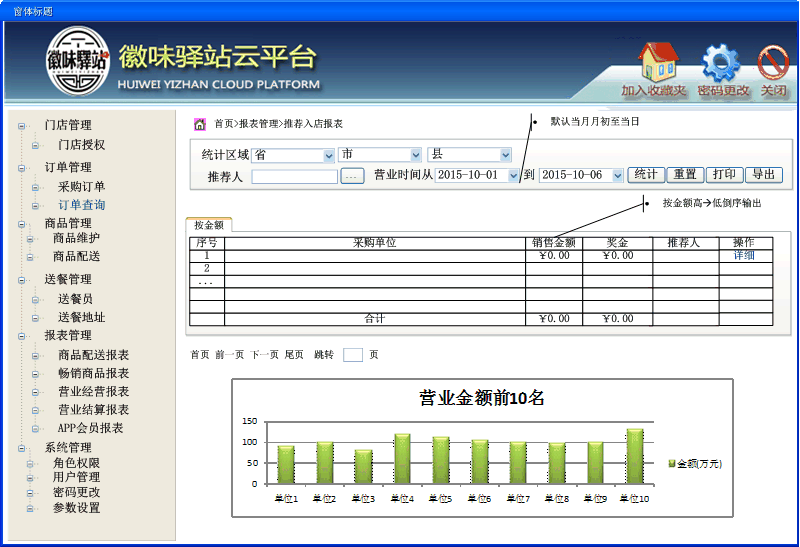 窗体标题
徽味驿站
徽味驿站云平台
HUIWEI YIZHAN CLOUD PLATFORM
加入收藏夹 密码更改 关闭
门店管理
门店授权
订单管理
采购订单
订单查询
商品管理
商品维护
商品配送
送餐管理
送餐员
送餐地址
报表管理
商品配送报表
畅销商品报表
营业经营报表
营业结算报表
APP会员报表
系统管理
角色权限
用户管理
密码更改
参数设置
首页>报表管理>推荐入店报表
默认当月月初至当日
统计区域 省 市 县
推荐人 ... 营业时间从 2015-10-01 到 2015-10-06 统计 重置 打印 导出
按金额高→低倒序输出
按金额
序号 采购单位 销售金额 奖金 推荐人 操作
1 ¥0.00 ¥0.00 详细
2
...
合计 ¥0.00 ¥0.00
首页 前一页 下一页 尾页 跳转 页
营业金额前10名
150
100
50
0
单位1 单位2 单位3 单位4 单位5 单位6 单位7 单位8 单位9 单位10
金额(万元)